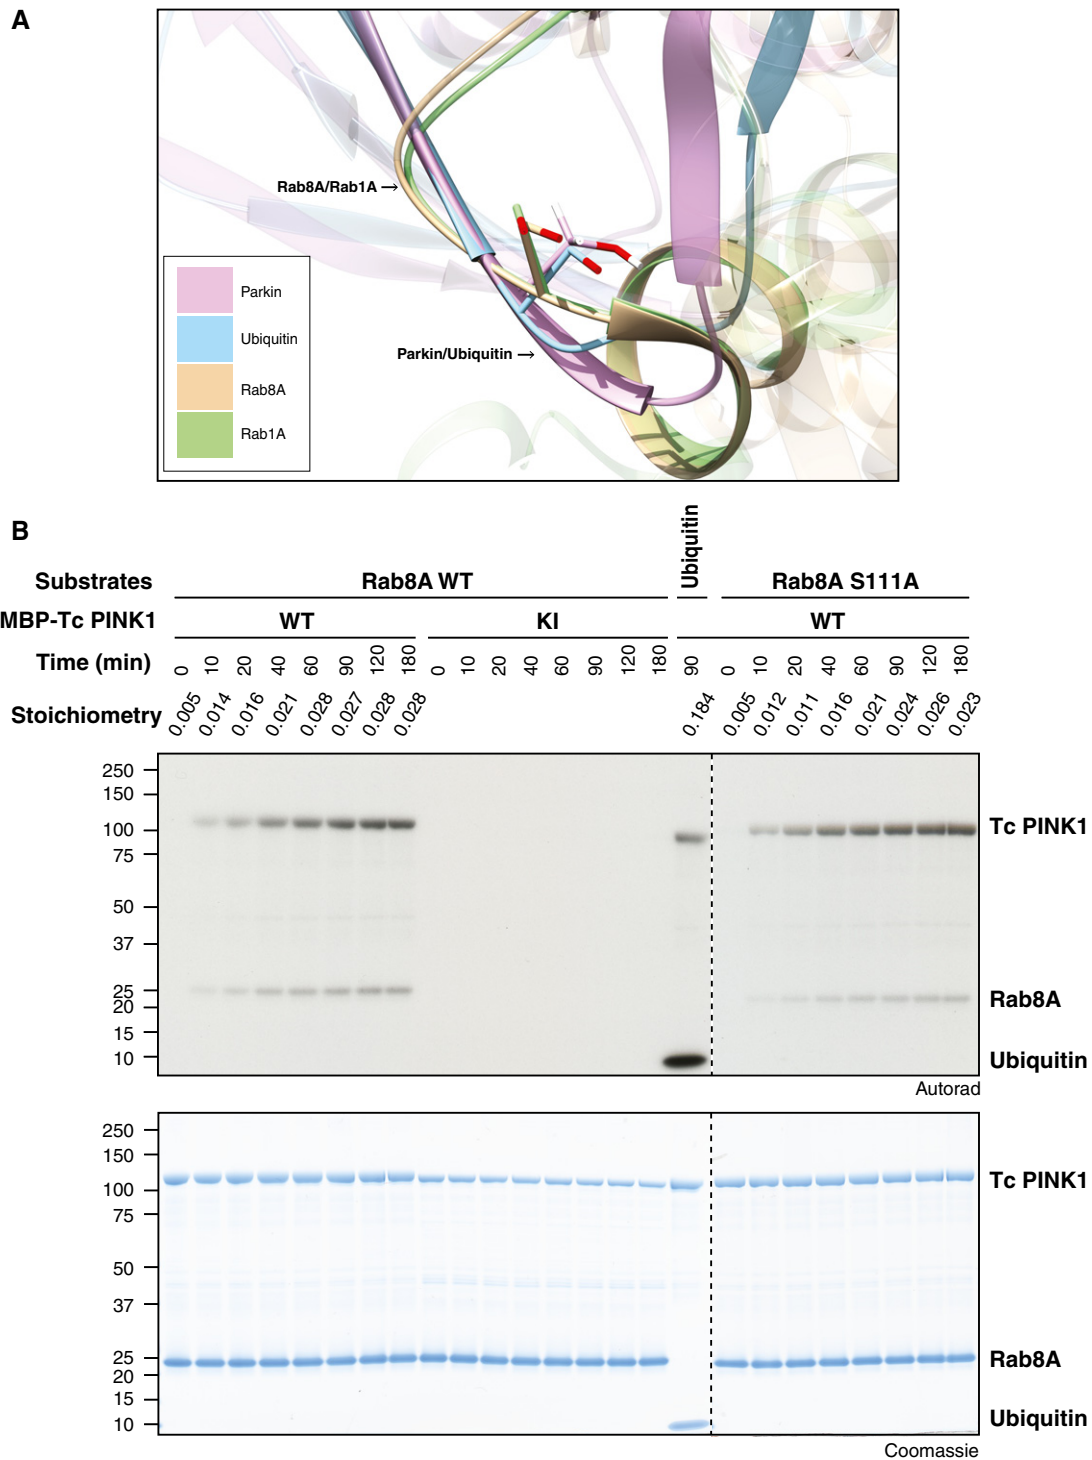 A
Rab8A/Rab1A
Parkin/Ubiquitin
Parkin
Ubiquitin
Rab8A
Rab1A
B
Substrates Rab8A WT Ubiquitin Rab8A S111A
MBP-Tc PINK1 WT KI WT
Time (min) 0 10 20 40 60 90 120 180 0 10 20 40 60 90 120 180 90 0 10 20 40 60 90 120 180
Stoichiometry 0.005 0.014 0.016 0.021 0.028 0.027 0.028 0.028 0.184 0.005 0.012 0.011 0.016 0.021 0.024 0.026 0.023
250
150
100 Tc PINK1
75
50
37
25
20 Rab8A
15
10 Ubiquitin
Autorad
250
150
100 Tc PINK1
75
50
37
25 Rab8A
20
15
10 Ubiquitin
Coomassie